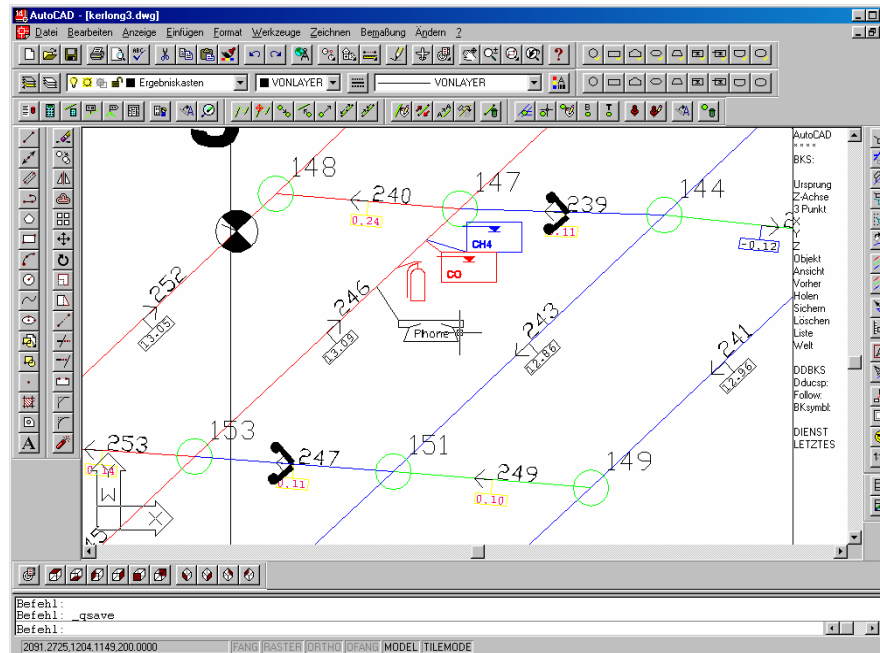 AutoCAD - [kerlong3.dwg]
Datei Bearbeiten Anzeige Einfügen Format Werkzeuge Zeichnen Bemaßung Ändern ?
Ergebniskasten VONLAYER VONLAYER
148
147
144
240
239
0.24
0.11
-0.12
CH4
CO
252
246
243
241
Phone
13.05
13.09
12.86
12.96
153
151
149
253
247
249
0.14
0.11
0.10
W
X
45
AutoCAD
* * * *
BKS:
Ursprung
Z-Achse
3 Punkt
X
Y
Z
Objekt
Ansicht
Vorher
Holen
Sichern
Löschen
Liste
Welt
DDBKS
Dducsp:
Follow:
BKsymbl:
DIENST
LETZTES
Befehl:
Befehl: _qsave
Befehl:
2091.2725,1204.1149,200.0000 FANG RASTER ORTHO OFANG MODEL TILEMODE